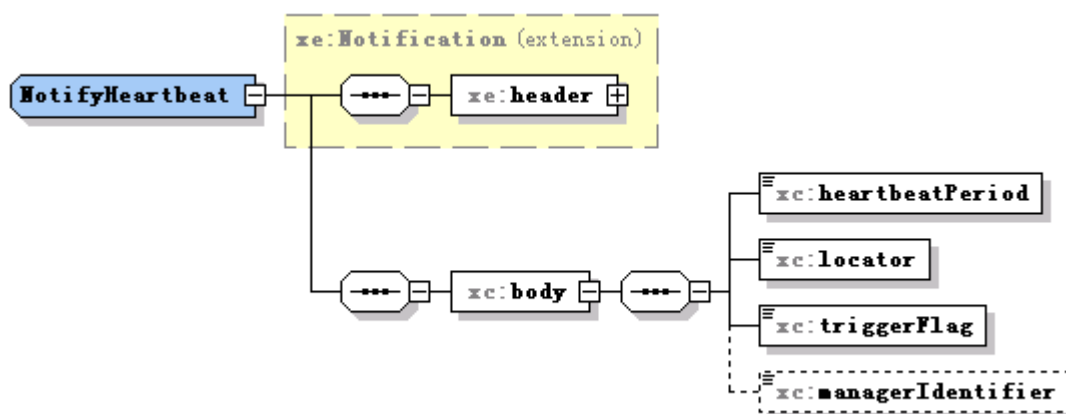 xe:Notification (extension)
NotifyHeartbeat
xe:header
xc:heartbeatPeriod
xc:locator
xc:body
xc:triggerFlag
xc:managerIdentifier